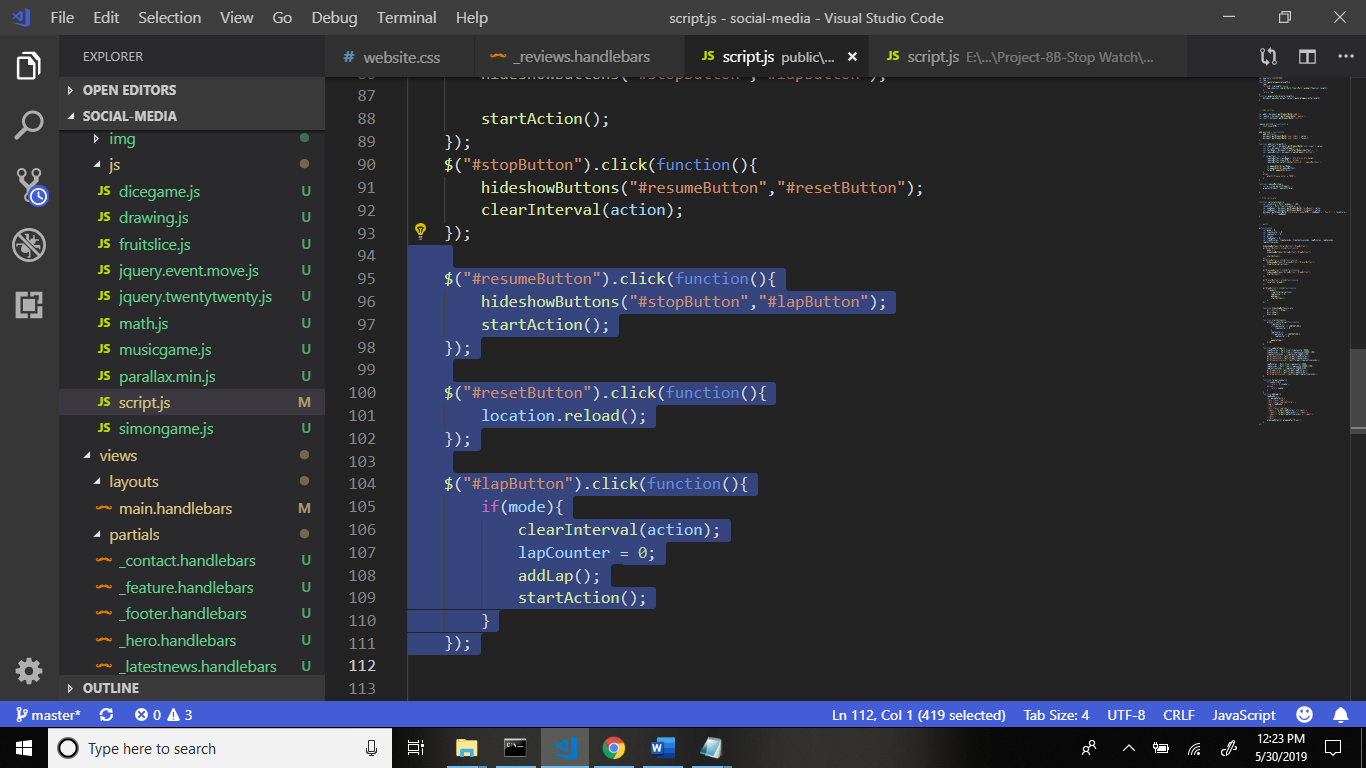 File Edit Selection View Go Debug Terminal Help
script.js - social-media - Visual Studio Code
EXPLORER
# website.css
_reviews.handlebars
JS script.js public\...
JS script.js E:\...\Project-8B-Stop Watch\...
OPEN EDITORS
SOCIAL-MEDIA
img
js
JS dicegame.js U
JS drawing.js U
JS fruitslice.js U
JS jquery.event.move.js U
JS jquery.twentytwenty.js U
JS math.js U
JS musicgame.js U
JS parallax.min.js U
JS script.js M
JS simongame.js U
views
layouts
main.handlebars M
partials
_contact.handlebars U
_feature.handlebars U
_footer.handlebars U
_hero.handlebars U
_latestnews.handlebars U
OUTLINE
87
88 startAction();
89 });
90 $("#stopButton").click(function(){
91 hideshowButtons("#resumeButton","#resetButton");
92 clearInterval(action);
93 });
94
95 $("#resumeButton").click(function(){
96 hideshowButtons("#stopButton","#lapButton");
97 startAction();
98 });
99
100 $("#resetButton").click(function(){
101 location.reload();
102 });
103
104 $("#lapButton").click(function(){
105 if(mode){
106 clearInterval(action);
107 lapCounter = 0;
108 addLap();
109 startAction();
110 }
111 });
112
113
master* 0 3
Ln 112, Col 1 (419 selected) Tab Size: 4 UTF-8 CRLF JavaScript
Type here to search
12:23 PM
5/30/2019